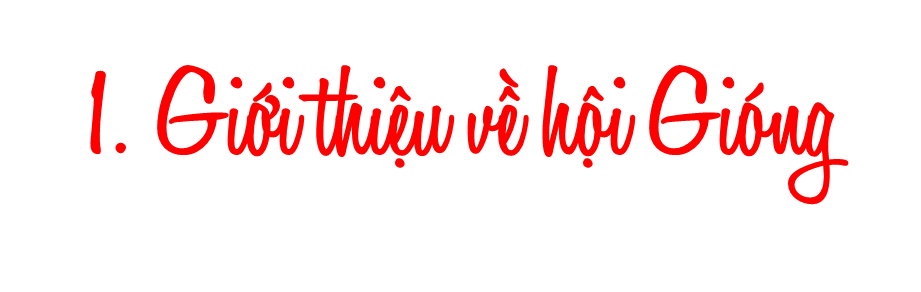 1. Giới thiệu về hội Gióng